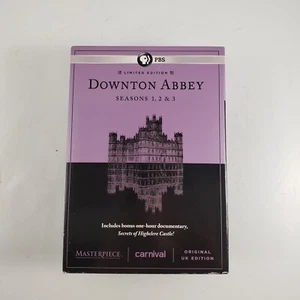 PBS
LIMITED EDITION
DOWNTON ABBEY
SEASONS 1, 2 & 3
Includes bonus one-hour documentary,
Secrets of Highclere Castle!
MASTERPIECE
carnival
ORIGINAL
UK EDITION